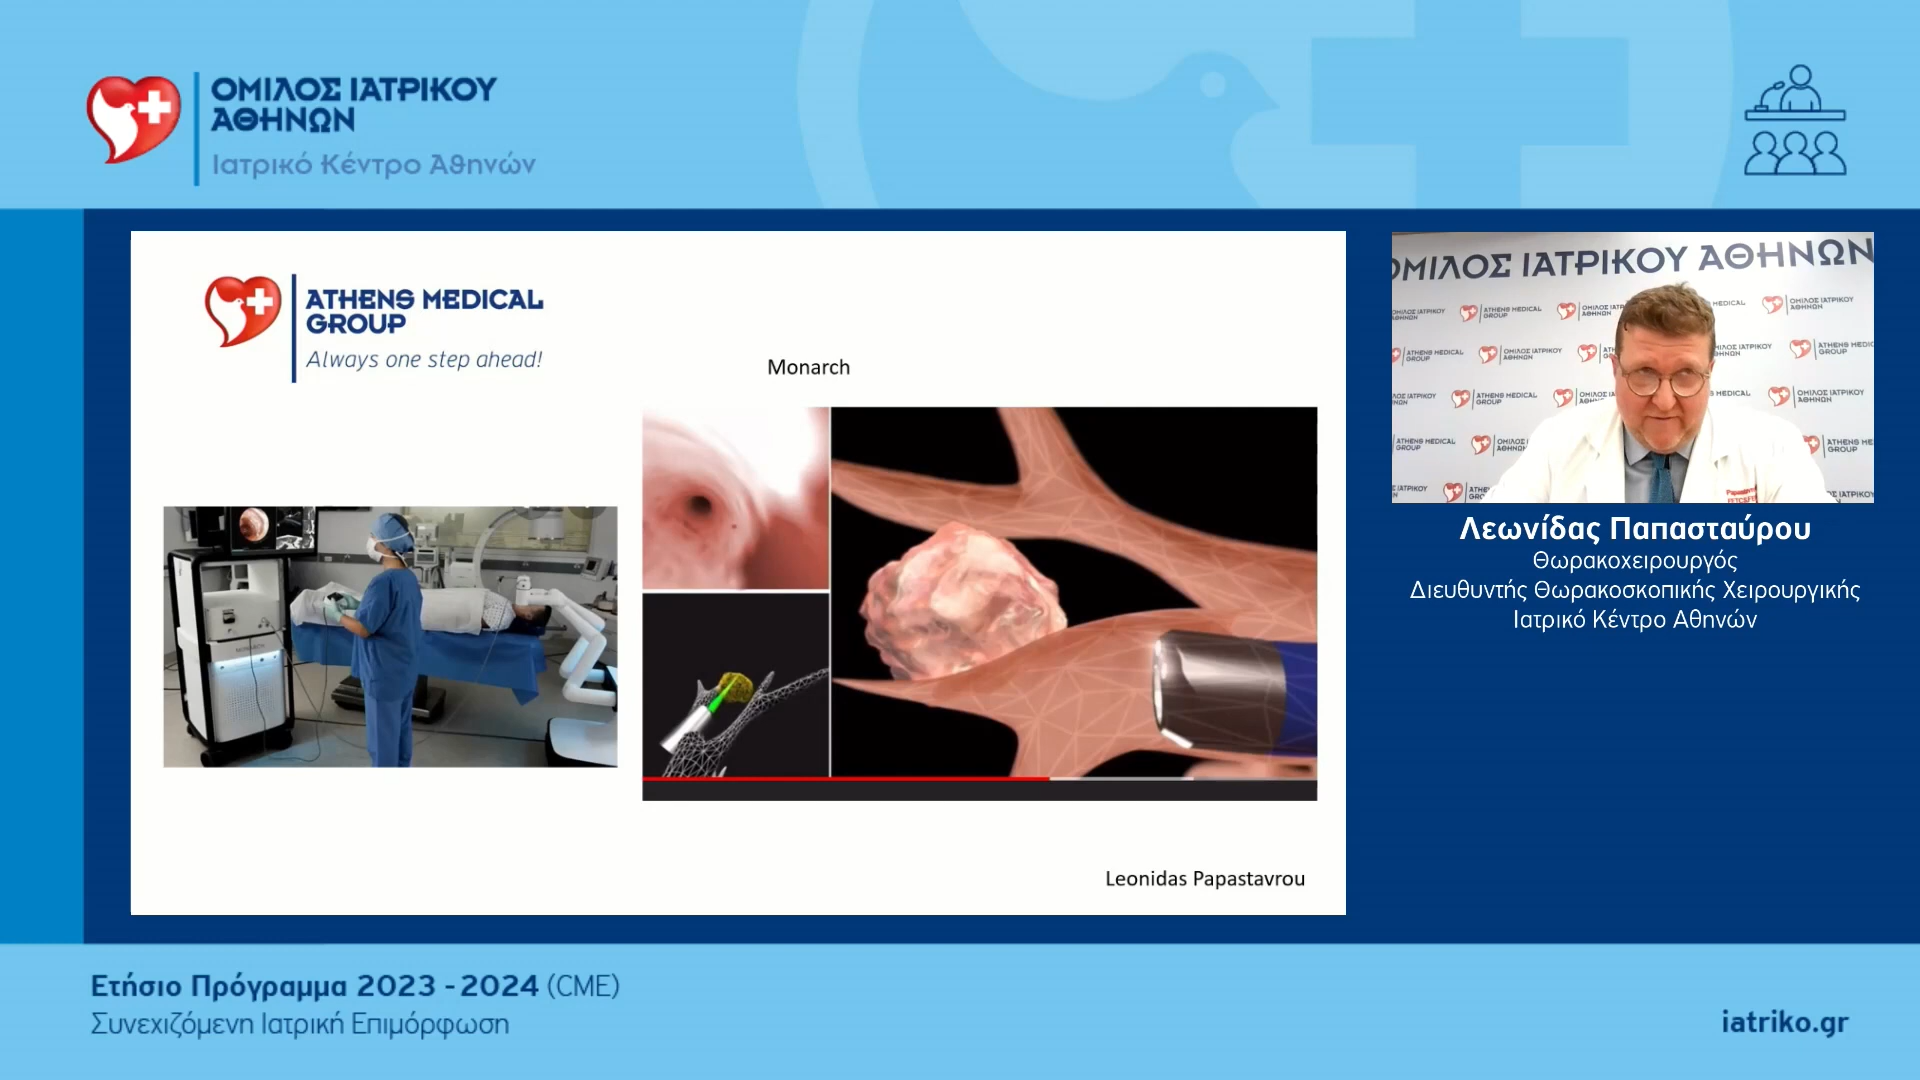 ΟΜΙΛΟΣ ΙΑΤΡΙΚΟΥ
ΑΘΗΝΩΝ
Ιατρικό Κέντρο Αθηνών
ATHENS MEDICAL
GROUP
Always one step ahead!
Monarch
Leonidas Papastavrou
ΟΜΙΛΟΣ ΙΑΤΡΙΚΟΥ ΑΘΗΝΩΝ
Λεωνίδας Παπασταύρου
Θωρακοχειρουργός
Διευθυντής Θωρακοσκοπικής Χειρουργικής
Ιατρικό Κέντρο Αθηνών
Ετήσιο Πρόγραμμα 2023 - 2024 (CME)
Συνεχιζόμενη Ιατρική Επιμόρφωση
iatriko.gr